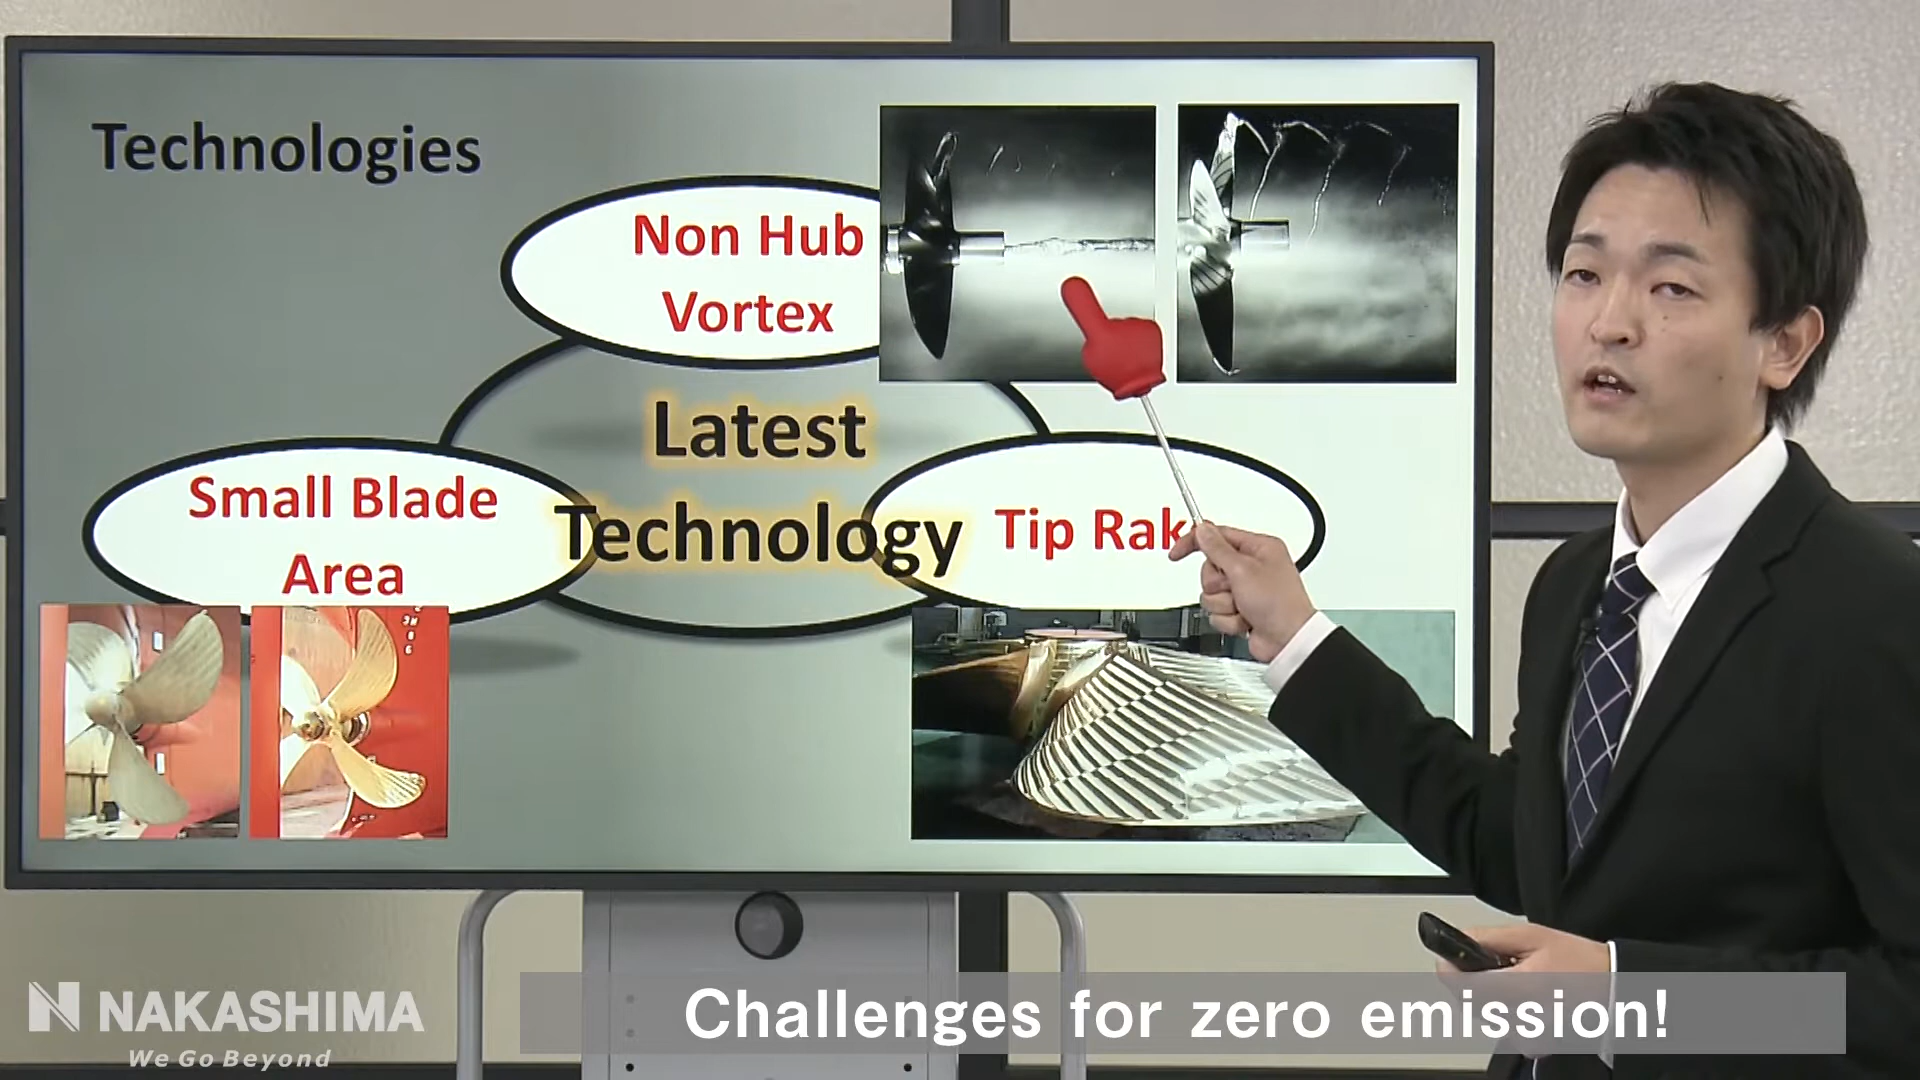 Technologies
Non Hub
Vortex
Latest
Technology
Small Blade
Area
Tip Rak
NAKASHIMA
We Go Beyond
Challenges for zero emission!